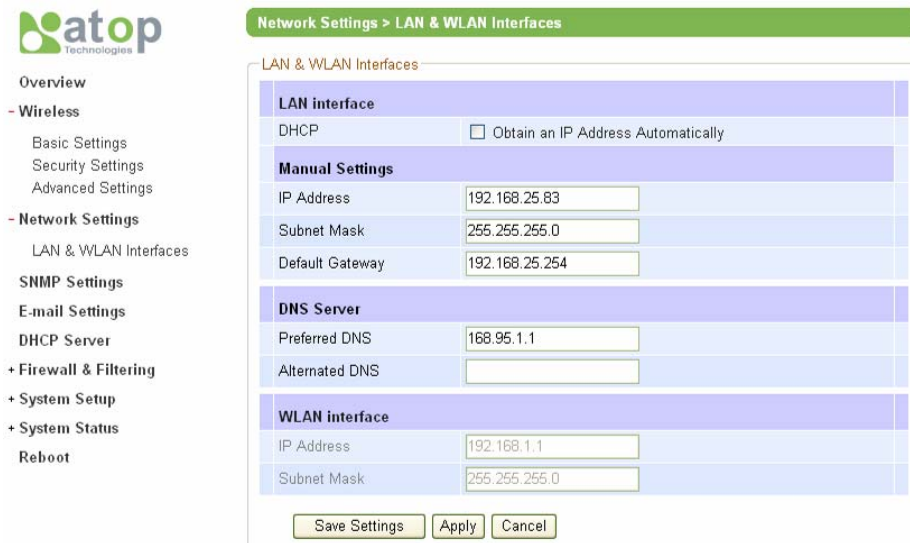 atop
Technologies
Overview
- Wireless
Basic Settings
Security Settings
Advanced Settings
- Network Settings
LAN & WLAN Interfaces
SNMP Settings
E-mail Settings
DHCP Server
+ Firewall & Filtering
+ System Setup
+ System Status
Reboot
Network Settings > LAN & WLAN Interfaces
LAN & WLAN Interfaces
LAN interface
DHCP Obtain an IP Address Automatically
Manual Settings
IP Address 192.168.25.83
Subnet Mask 255.255.255.0
Default Gateway 192.168.25.254
DNS Server
Preferred DNS 168.95.1.1
Alternated DNS
WLAN interface
IP Address 192.168.1.1
Subnet Mask 255.255.255.0
Save Settings Apply Cancel